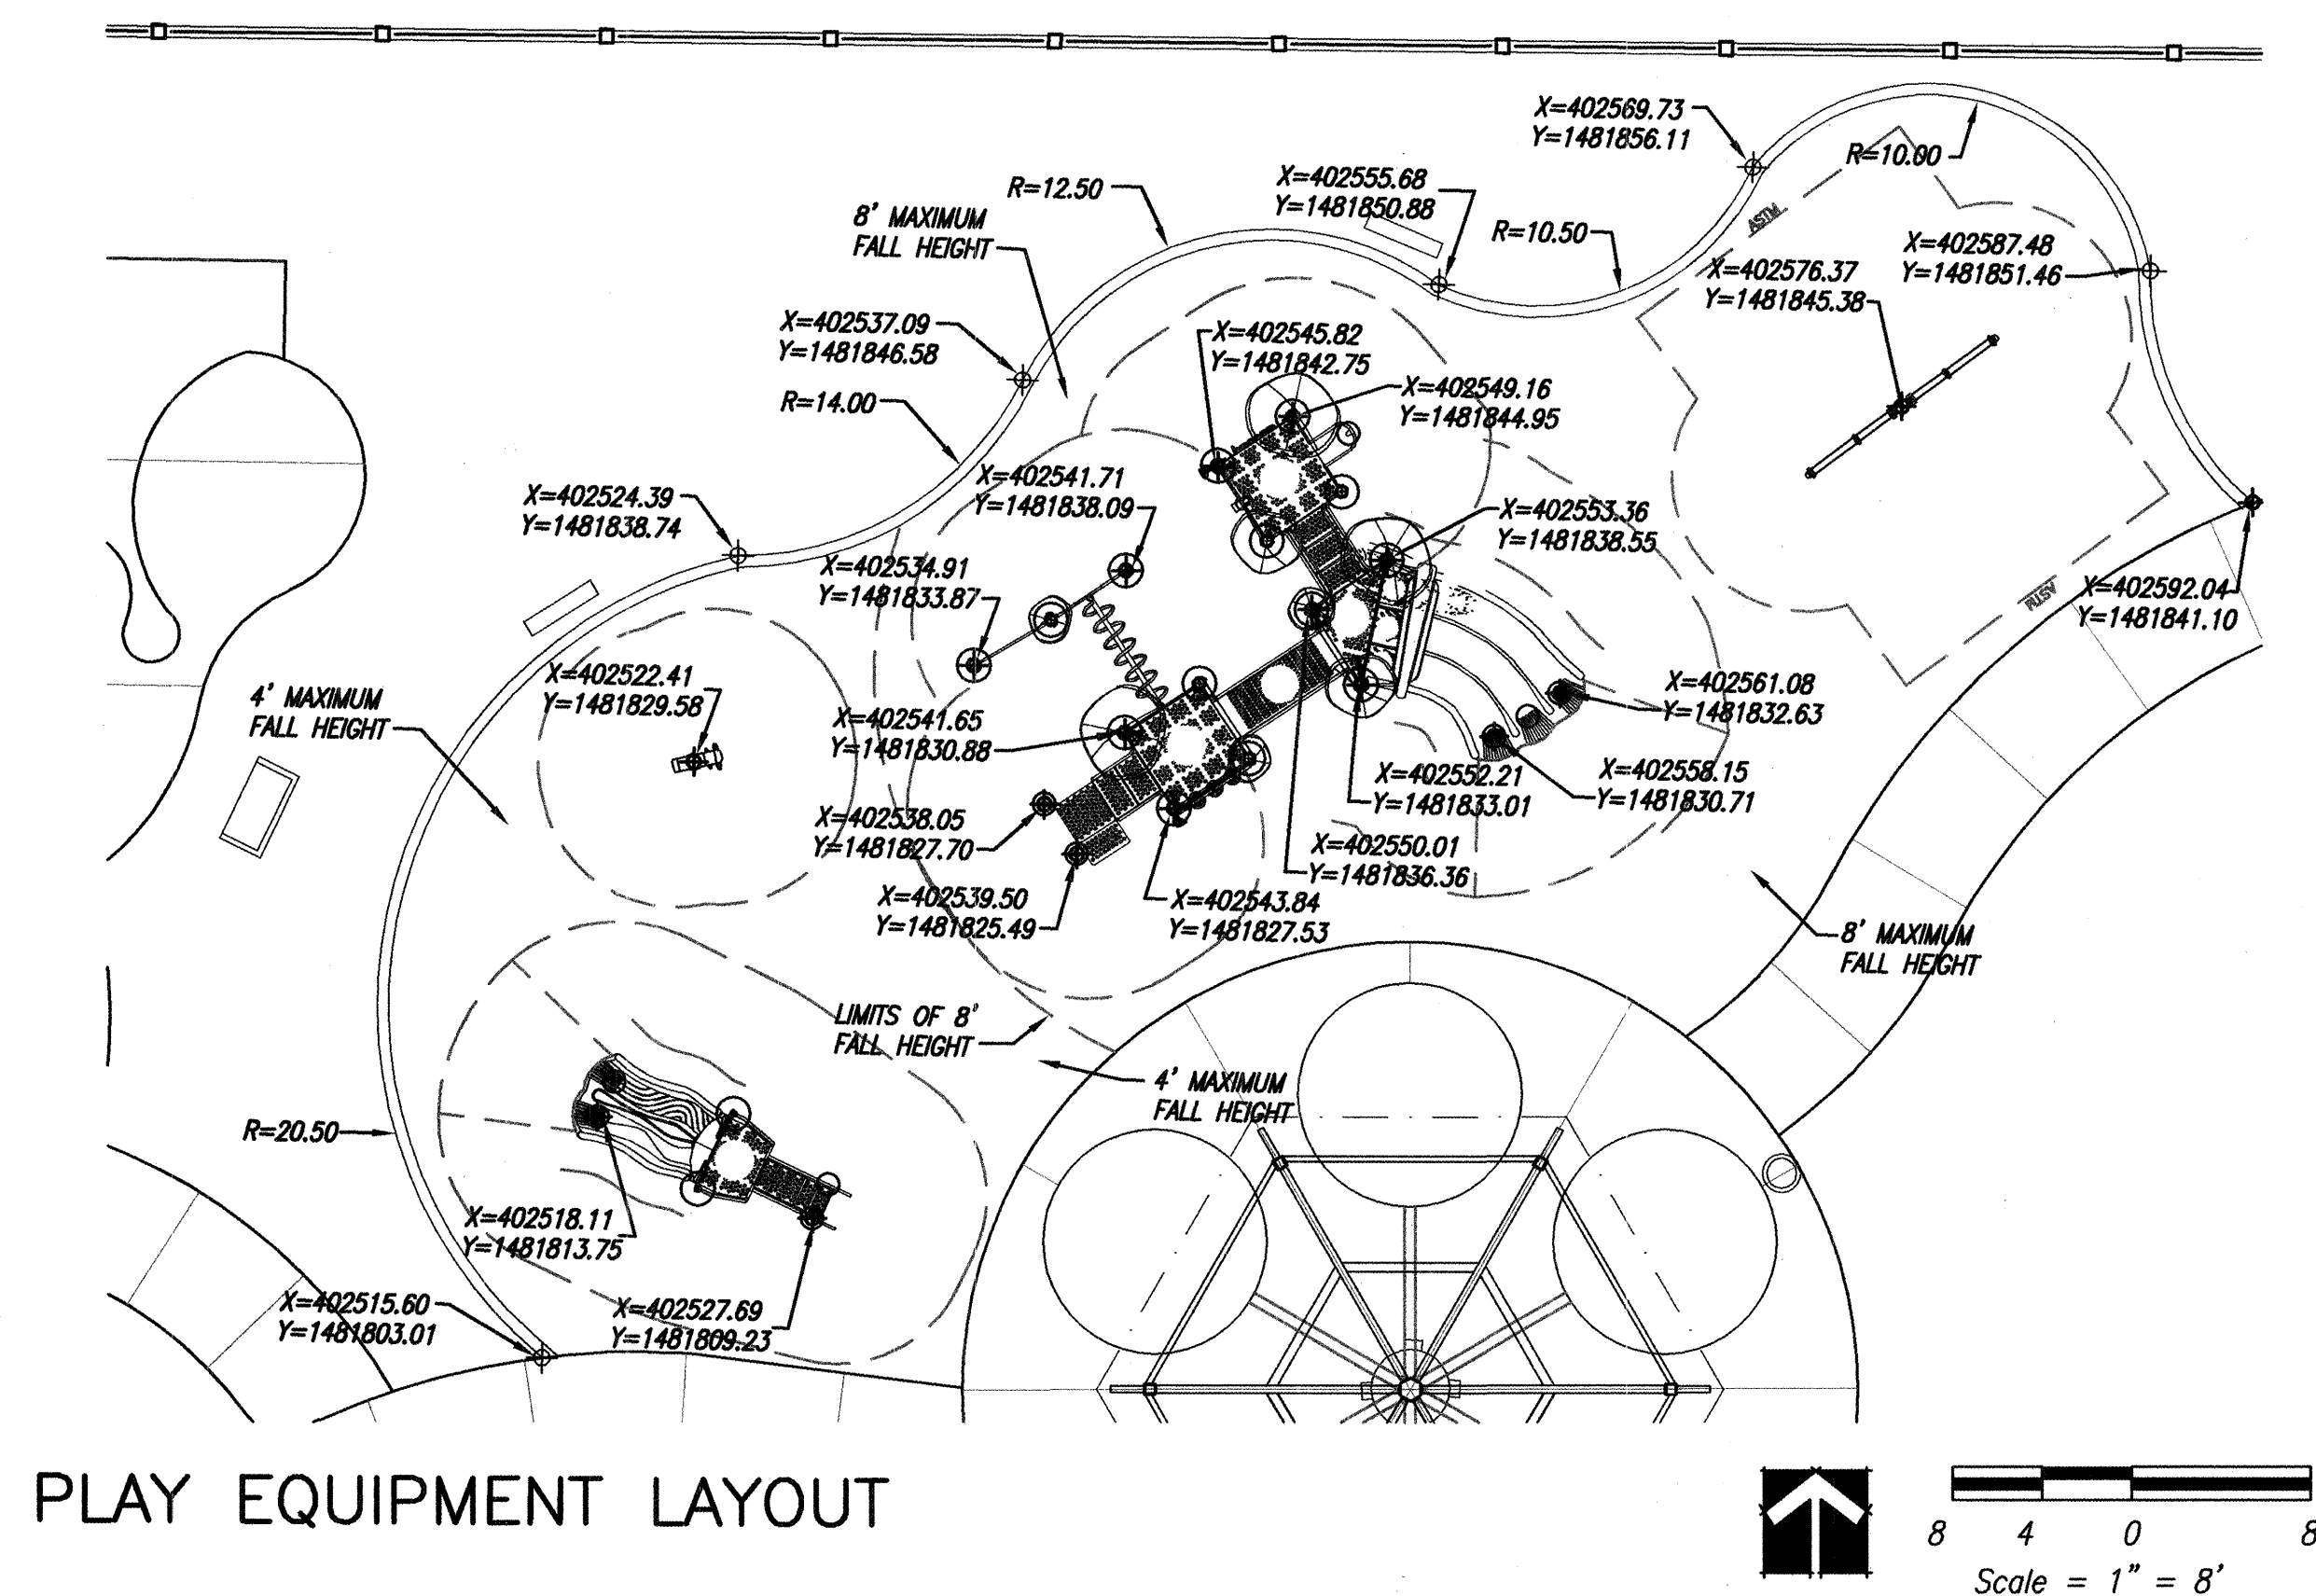 X=402569.73
Y=1481856.11
R=10.00
X=402555.68
Y=1481850.88
R=12.50
8' MAXIMUM
FALL HEIGHT
ASTM
R=10.50
X=402587.48
Y=1481851.46
X=402576.37
Y=1481845.38
X=402537.09
Y=1481846.58
X=402545.82
Y=1481842.75
R=14.00
X=402549.16
Y=1481844.95
X=402541.71
Y=1481838.09
X=402524.39
Y=1481838.74
X=402553.36
Y=1481838.55
X=402534.91
Y=1481833.87
ASTM
X=402592.04
Y=1481841.10
X=402522.41
Y=1481829.58
4' MAXIMUM
FALL HEIGHT
X=402561.08
Y=1481832.63
X=402541.65
Y=1481830.88
X=402552.21
Y=1481833.01
X=402558.15
Y=1481830.71
X=402538.05
Y=1481827.70
X=402550.01
Y=1481836.36
X=402539.50
Y=1481825.49
X=402543.84
Y=1481827.53
8' MAXIMUM
FALL HEIGHT
LIMITS OF 8'
FALL HEIGHT
4' MAXIMUM
FALL HEIGHT
R=20.50
X=402518.11
Y=1481813.75
X=402515.60
Y=1481803.01
X=402527.69
Y=1481809.23
PLAY EQUIPMENT LAYOUT
8 4 0 8
Scale = 1" = 8'